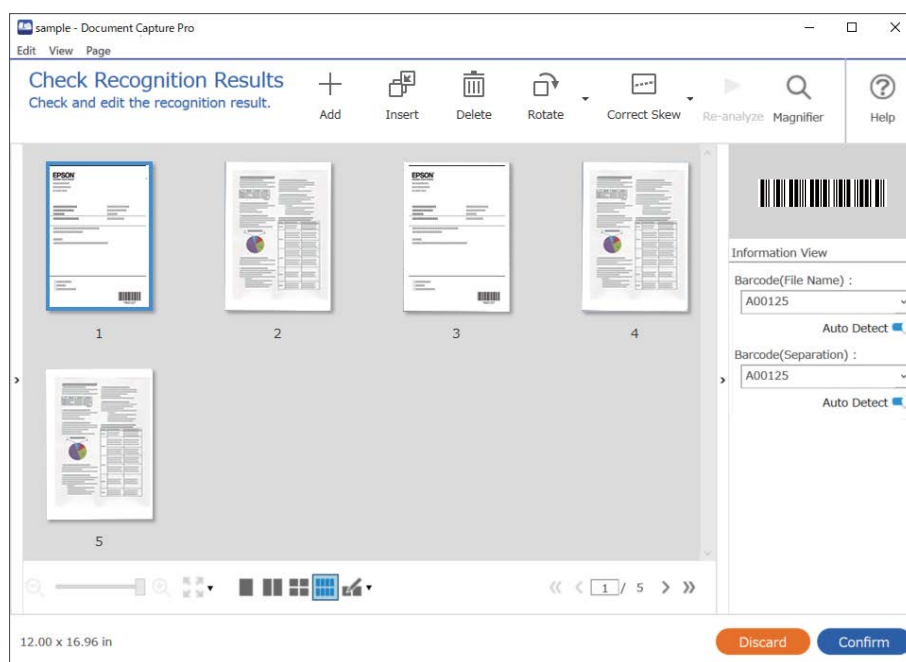 sample - Document Capture Pro
Edit View Page
Check Recognition Results
Check and edit the recognition result.
Add
Insert
Delete
Rotate
Correct Skew
Re-analyze
Magnifier
Help
EPSON
EPSON
1
2
3
4
5
Information View
Barcode(File Name) :
A00125
Auto Detect
Barcode(Separation) :
A00125
Auto Detect
1 / 5
12.00 x 16.96 in
Discard
Confirm